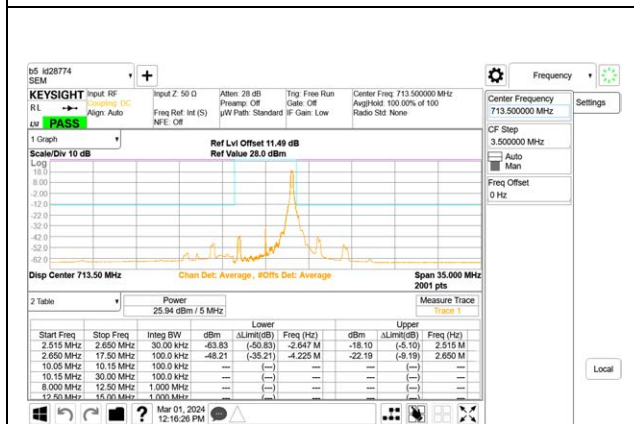 b5 id28774
SEM
Frequency
KEYSIGHT
RL
LXI
PASS
Input: RF
Coupling: DC
Align: Auto
Input Z: 50 Ω
Freq Ref: Int (S)
NFE: Off
Atten: 28 dB
Preamp: Off
µW Path: Standard
Trig: Free Run
Gate: Off
IF Gain: Low
Center Freq: 713.500000 MHz
Avg|Hold: 100.00% of 100
Radio Std: None
Center Frequency
713.500000 MHz
Settings
CF Step
3.500000 MHz
Auto
Man
Freq Offset
0 Hz
Local
1 Graph
Scale/Div 10 dB
Ref Lvl Offset 11.49 dB
Ref Value 28.0 dBm
Log
18.0
8.00
-2.00
-12.0
-22.0
-32.0
-42.0
-52.0
-62.0
Disp Center 713.50 MHz
Chan Det: Average, #Offs Det: Average
Span 35.000 MHz
2001 pts
2 Table
Power
25.94 dBm / 5 MHz
Measure Trace
Trace 1
Lower Upper
Start Freq Stop Freq Integ BW dBm ΔLimit(dB) Freq (Hz) dBm ΔLimit(dB) Freq (Hz)
2.515 MHz 2.650 MHz 30.00 kHz -63.83 (-50.83) -2.647 M -18.10 (-5.10) 2.515 M
2.650 MHz 17.50 MHz 100.0 kHz -48.21 (-35.21) -4.225 M -22.19 (-9.19) 2.650 M
10.05 MHz 10.15 MHz 100.0 kHz --- (---) --- --- (---) ---
10.15 MHz 30.00 MHz 100.0 kHz --- (---) --- --- (---) ---
8.000 MHz 12.50 MHz 1.000 MHz --- (---) --- --- (---) ---
12.50 MHz 15.00 MHz 1.000 MHz --- (---) --- --- (---) ---
?
Mar 01, 2024
12:16:26 PM